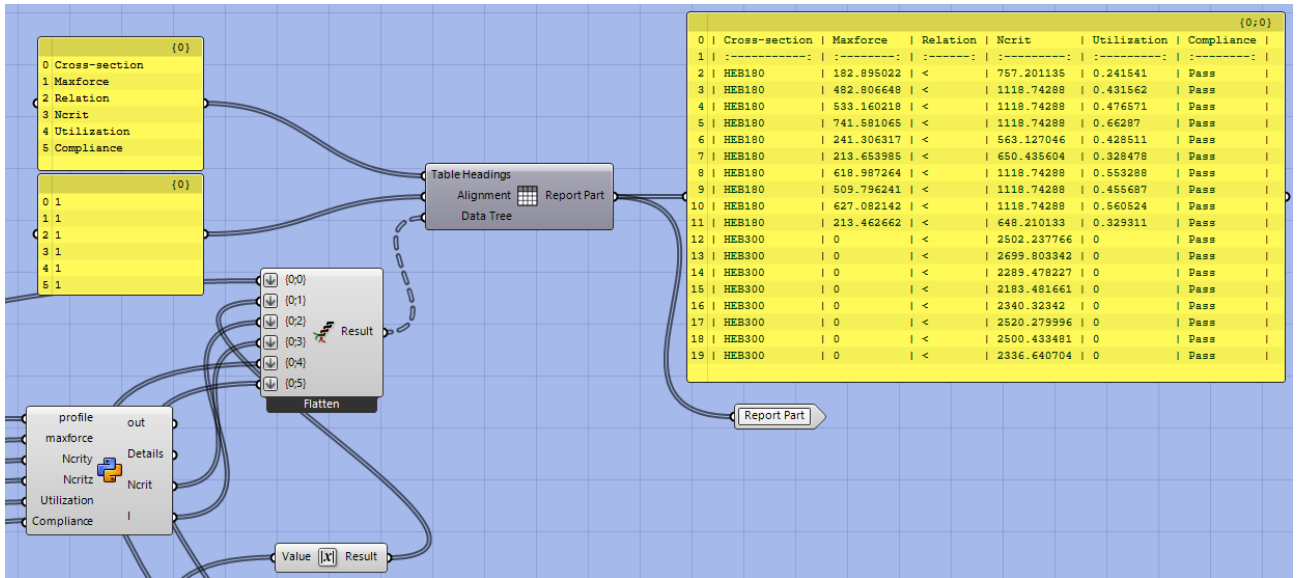 {0}
0 Cross-section
1 Maxforce
2 Relation
3 Ncrit
4 Utilization
5 Compliance
{0}
0 1
1 1
2 1
3 1
4 1
5 1
Table Headings
Alignment
Data Tree
Report Part
{0;0}
{0;1}
{0;2}
{0;3}
{0;4}
{0;5}
Result
Flatten
profile
maxforce
Ncrity
Ncritz
Utilization
Compliance
out
Details
Ncrit
I
Value
Result
{0;0}
0 | Cross-section | Maxforce | Relation | Ncrit | Utilization | Compliance |
1 | :-----------: | :--------: | :------: | :---------: | :---------: | :--------: |
2 | HEB180 | 182.895022 | < | 757.201135 | 0.241541 | Pass |
3 | HEB180 | 482.806648 | < | 1118.74288 | 0.431562 | Pass |
4 | HEB180 | 533.160218 | < | 1118.74288 | 0.476571 | Pass |
5 | HEB180 | 741.581065 | < | 1118.74288 | 0.66287 | Pass |
6 | HEB180 | 241.306317 | < | 563.127046 | 0.428511 | Pass |
7 | HEB180 | 213.653985 | < | 650.435604 | 0.328478 | Pass |
8 | HEB180 | 618.987264 | < | 1118.74288 | 0.553288 | Pass |
9 | HEB180 | 509.796241 | < | 1118.74288 | 0.455687 | Pass |
10 | HEB180 | 627.082142 | < | 1118.74288 | 0.560524 | Pass |
11 | HEB180 | 213.462662 | < | 648.210133 | 0.329311 | Pass |
12 | HEB300 | 0 | < | 2502.237766 | 0 | Pass |
13 | HEB300 | 0 | < | 2699.803342 | 0 | Pass |
14 | HEB300 | 0 | < | 2289.478227 | 0 | Pass |
15 | HEB300 | 0 | < | 2183.481661 | 0 | Pass |
16 | HEB300 | 0 | < | 2340.32342 | 0 | Pass |
17 | HEB300 | 0 | < | 2520.279996 | 0 | Pass |
18 | HEB300 | 0 | < | 2500.433481 | 0 | Pass |
19 | HEB300 | 0 | < | 2336.640704 | 0 | Pass |
Report Part